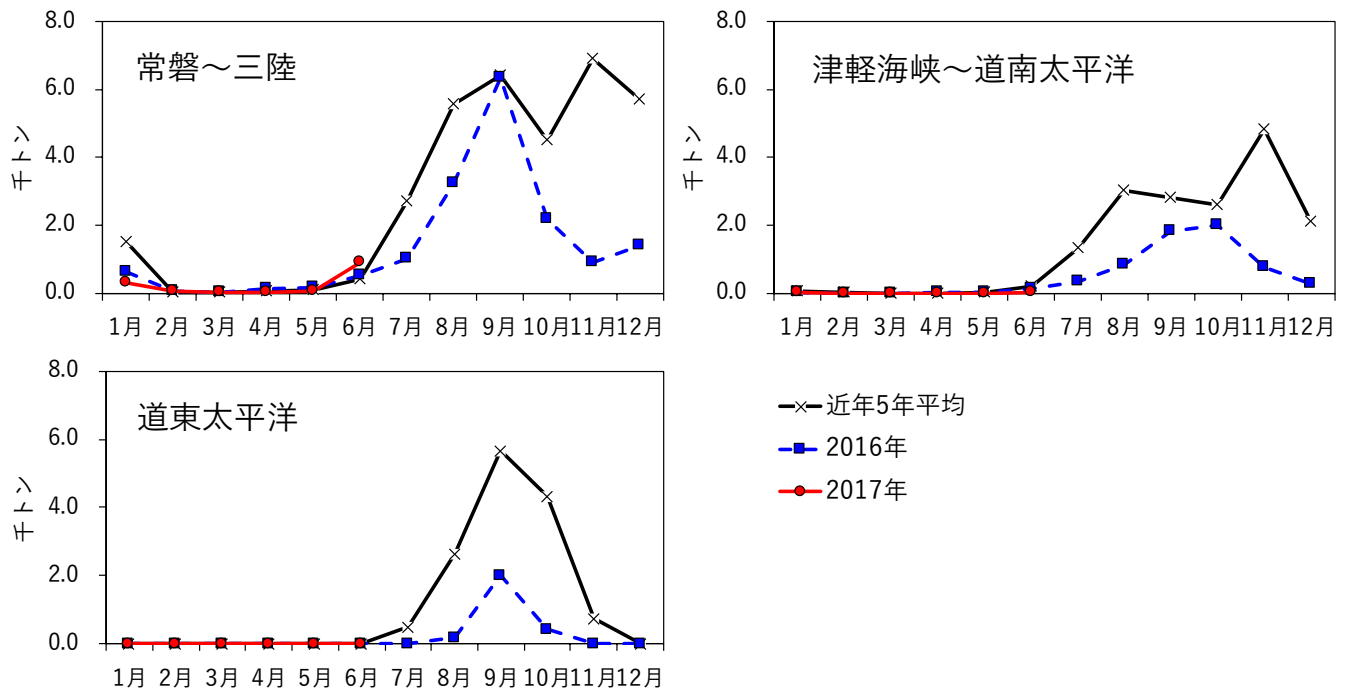 常磐～三陸
千トン
8.0
6.0
4.0
2.0
0.0
1月 2月 3月 4月 5月 6月 7月 8月 9月 10月 11月 12月
津軽海峡～道南太平洋
千トン
8.0
6.0
4.0
2.0
0.0
1月 2月 3月 4月 5月 6月 7月 8月 9月 10月 11月 12月
道東太平洋
千トン
8.0
6.0
4.0
2.0
0.0
1月 2月 3月 4月 5月 6月 7月 8月 9月 10月 11月 12月
近年5年平均
2016年
2017年